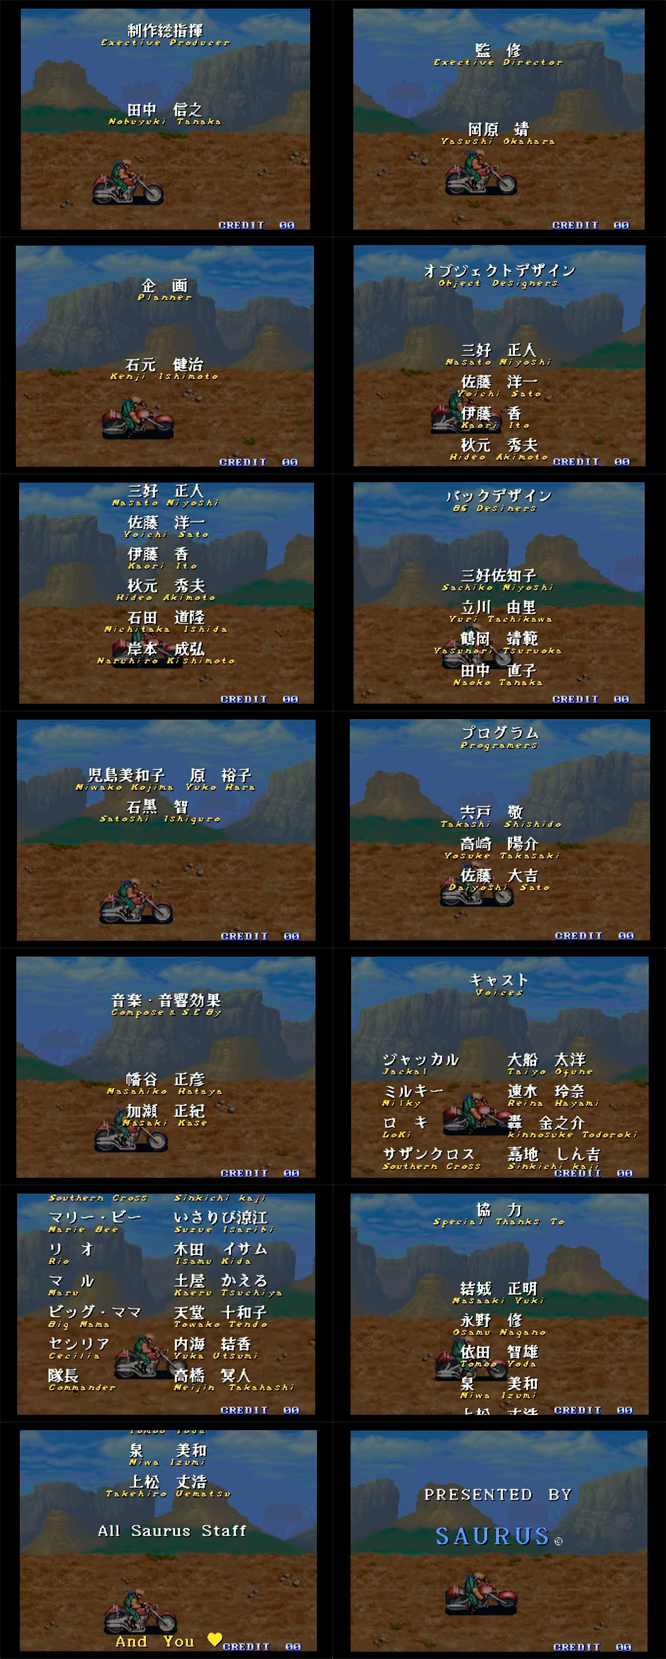 制作総指揮
Exective Producer
田中 信之
Nobuyuki Tanaka
CREDIT 00
監 修
Exective Director
岡原 靖
Yasushi Okahara
CREDIT 00
企 画
Planner
石元 健治
Kenji Ishimoto
CREDIT 00
オブジェクトデザイン
Object Designers
三好 正人
Masato Miyoshi
佐藤 洋一
Yoichi Sato
伊藤 香
Kaori Ito
秋元 秀夫
Hideo Akimoto
CREDIT 00
三好 正人
Masato Miyoshi
佐藤 洋一
Yoichi Sato
伊藤 香
Kaori Ito
秋元 秀夫
Hideo Akimoto
石田 道隆
Michitaka Ishida
岸本 成弘
Naruhiro Kishimoto
CREDIT 00
バックデザイン
BG Desiners
三好佐知子
Sachiko Miyoshi
立川 由里
Yuri Tachikawa
鶴岡 靖範
Yasunori Tsuruoka
田中 直子
Naoko Tanaka
CREDIT 00
児島美和子 原 裕子
Miwako Kojima Yuko Hara
石黒 智
Satoshi Ishiguro
CREDIT 00
プログラム
Programers
宍戸 敬
Takashi Shishido
高崎 陽介
Yosuke Takasaki
佐藤 大吉
Daiyoshi Sato
CREDIT 00
音楽・音響効果
Compose & S E By
幡谷 正彦
Masahiko Hataya
加瀬 正紀
Masaki Kase
CREDIT 00
キャスト
Voices
ジャッカル 大船 太洋
Jackal Taiyo Ofune
ミルキー 速水 玲奈
Milky Reina Hayami
ロ キ 轟 金之介
LoKi kinnosuke Todoroki
サザンクロス 嘉地 しん吉
Southern Cross Sinkichi kaji
CREDIT 00
Southern Cross Sinkichi kaji
マリー・ビー いさりび涼江
Marie Bee Suzue Isaribi
リ オ 木田 イサム
Rio Isamu Kida
マ ル 土屋 かえる
Maru Kaeru Tsuchiya
ビッグ・ママ 天堂 十和子
Big Mama Towako Tendo
セシリア 内海 結香
Cecilia Yuka Utsumi
隊長 高橋 冥人
Commander Meijin Takahashi
CREDIT 00
協 力
Special Thanks To
結城 正明
Masaaki Yuki
永野 修
Osamu Nagano
依田 智雄
Tomoo Yoda
泉 美和
Miwa Izumi
上松 丈浩
CREDIT 00
Tomoo Yoda
泉 美和
Miwa Izumi
上松 丈浩
Takehiro Uematsu
All Saurus Staff
And You ♥
CREDIT 00
PRESENTED BY
SAURUS
CREDIT 00